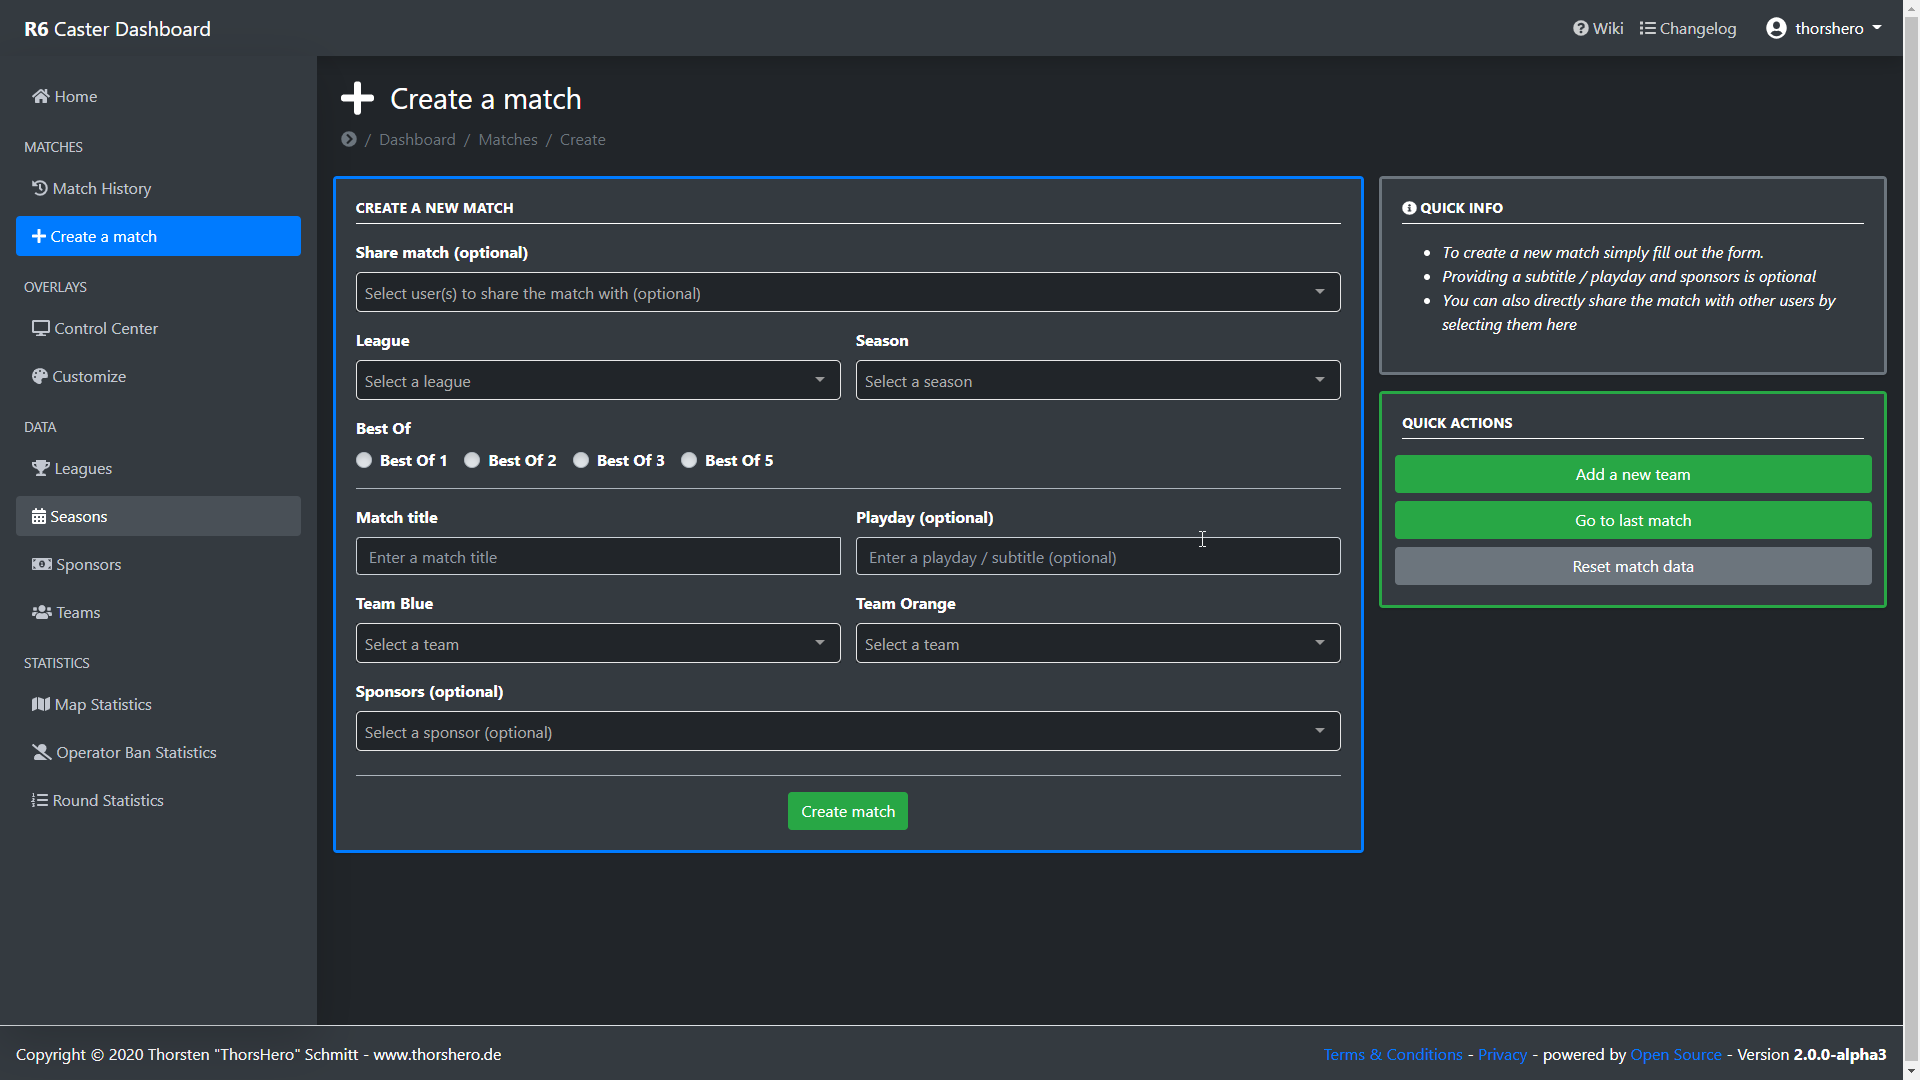 R6 Caster Dashboard
Wiki
Changelog
thorshero
Home
MATCHES
Match History
Create a match
OVERLAYS
Control Center
Customize
DATA
Leagues
Seasons
Sponsors
Teams
STATISTICS
Map Statistics
Operator Ban Statistics
Round Statistics
Create a match
/ Dashboard / Matches / Create
CREATE A NEW MATCH
Share match (optional)
Select user(s) to share the match with (optional)
League
Season
Select a league
Select a season
Best Of
Best Of 1
Best Of 2
Best Of 3
Best Of 5
Match title
Playday (optional)
Enter a match title
Enter a playday / subtitle (optional)
Team Blue
Team Orange
Select a team
Select a team
Sponsors (optional)
Select a sponsor (optional)
Create match
QUICK INFO
To create a new match simply fill out the form.
Providing a subtitle / playday and sponsors is optional
You can also directly share the match with other users by
selecting them here
QUICK ACTIONS
Add a new team
Go to last match
Reset match data
Copyright © 2020 Thorsten "ThorsHero" Schmitt - www.thorshero.de
Terms & Conditions - Privacy - powered by Open Source - Version 2.0.0-alpha3